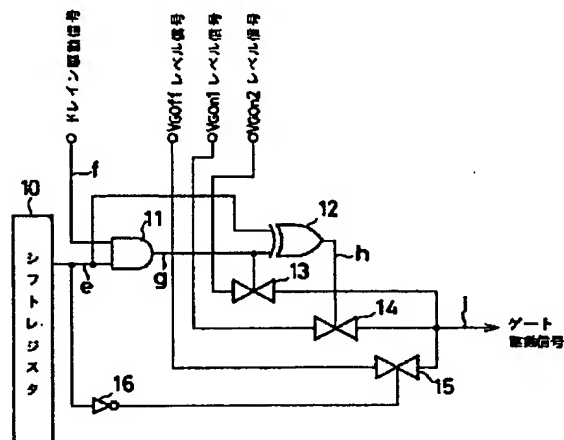 ドレイン駆動信号
VGOff レベル信号
VGOn1 レベル信号
VGOn2 レベル信号
f
10
11
12
シフトレジスタ
e
g
h
13
14
i
ゲート
駆動信号
16
15